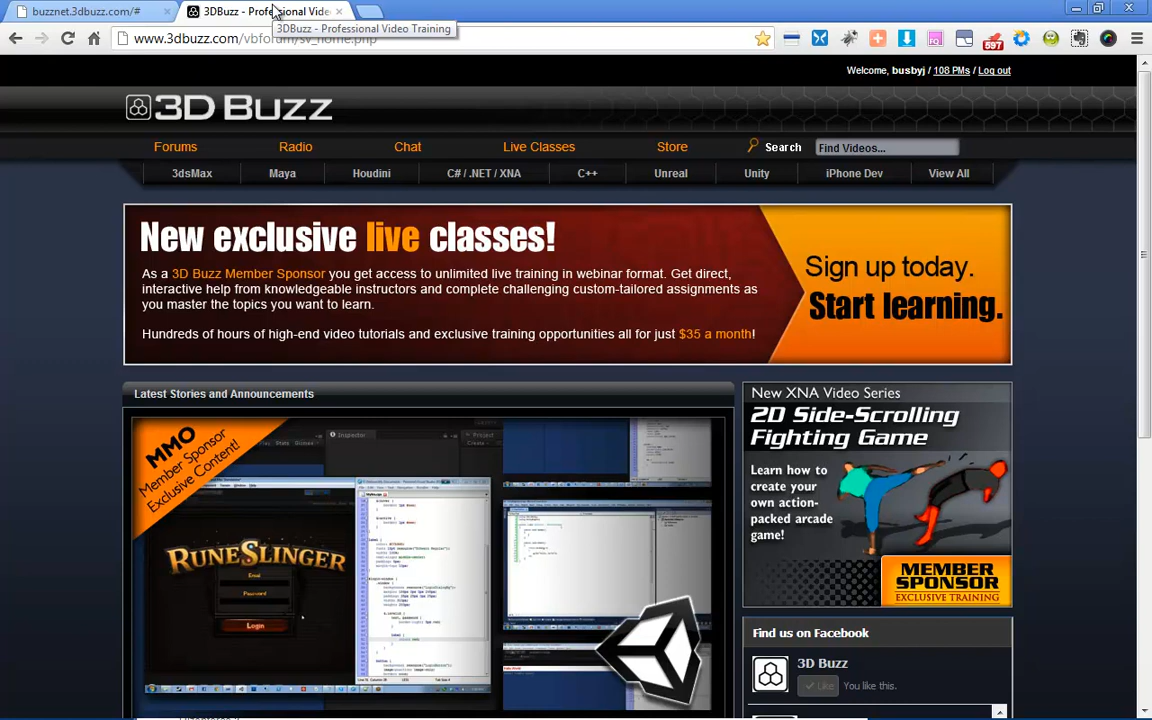 buzznet.3dbuzz.com/#
3DBuzz - Professional Vide
3DBuzz - Professional Video Training
www.3dbuzz.com/vbforum/sv_home.php
597
Welcome, busbyj / 108 PMs / Log out
3D Buzz
Forums Radio Chat Live Classes Store Search Find Videos...
3dsMax Maya Houdini C# / .NET / XNA C++ Unreal Unity iPhone Dev View All
New exclusive live classes!
As a 3D Buzz Member Sponsor you get access to unlimited live training in webinar format. Get direct,
interactive help from knowledgeable instructors and complete challenging custom-tailored assignments as
you master the topics you want to learn.
Hundreds of hours of high-end video tutorials and exclusive training opportunities all for just $35 a month!
Sign up today.
Start learning.
Latest Stories and Announcements
MMO
Member Sponsor
Exclusive Content!
Inspector
Project
RUNESLINGER
Email
Password
Login
New XNA Video Series
2D Side-Scrolling
Fighting Game
Learn how to
create your
own action-
packed arcade
game!
MEMBER
SPONSOR
EXCLUSIVE TRAINING
Find us on Facebook
3D Buzz
Like You like this.